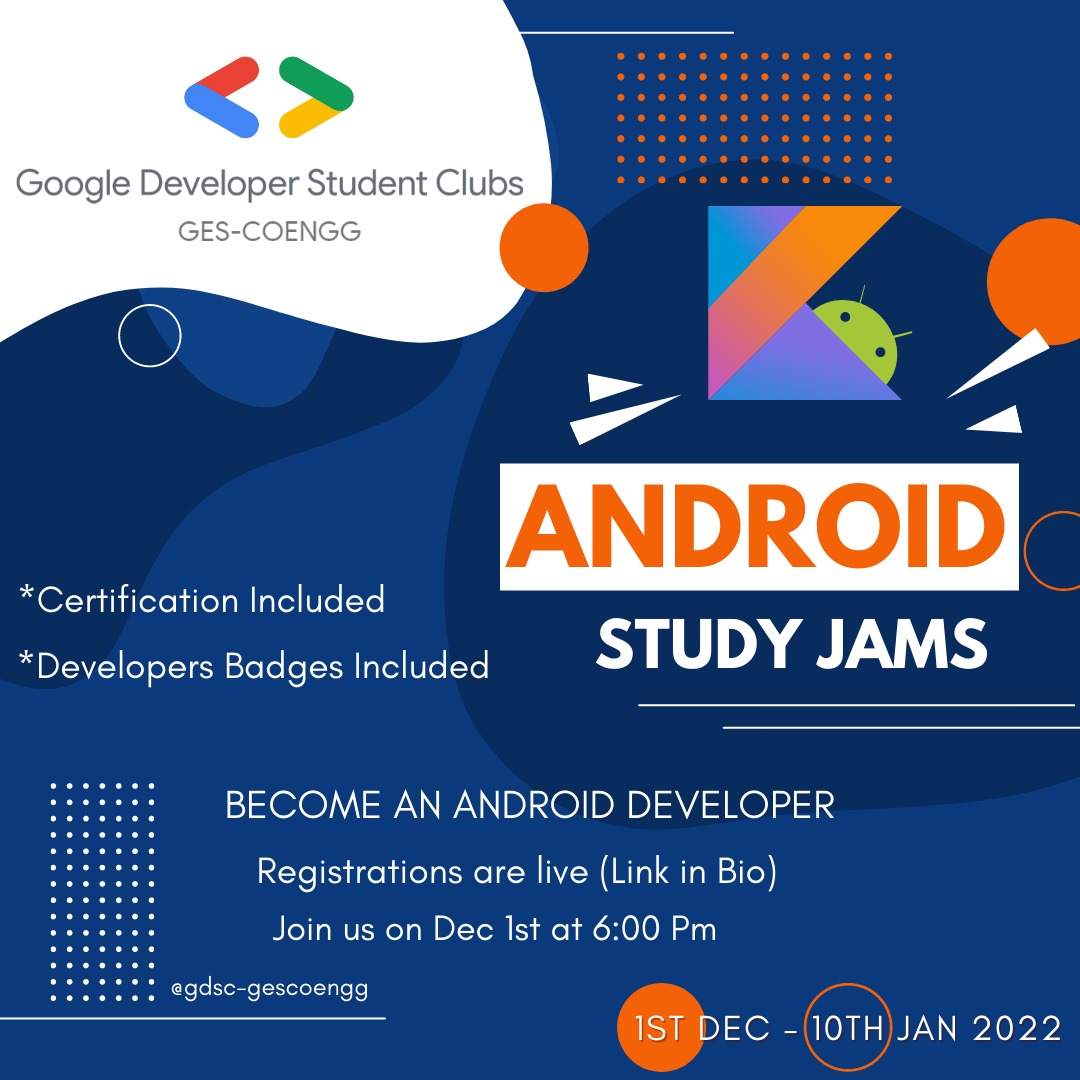 Google Developer Student Clubs
GES-COENGG
ANDROID
STUDY JAMS
*Certification Included
*Developers Badges Included
BECOME AN ANDROID DEVELOPER
Registrations are live (Link in Bio)
Join us on Dec 1st at 6:00 Pm
@gdsc-gescoengg
1ST DEC - 10TH JAN 2022